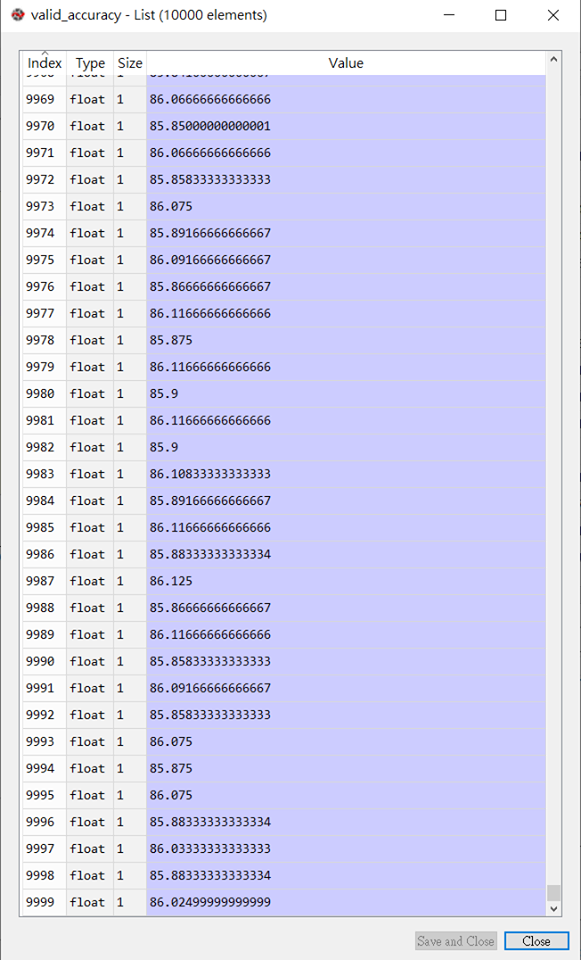 valid_accuracy - List (10000 elements)
Index Type Size Value
9969 float 1 86.06666666666666
9970 float 1 85.85000000000001
9971 float 1 86.06666666666666
9972 float 1 85.85833333333333
9973 float 1 86.075
9974 float 1 85.89166666666667
9975 float 1 86.09166666666667
9976 float 1 85.86666666666667
9977 float 1 86.11666666666666
9978 float 1 85.875
9979 float 1 86.11666666666666
9980 float 1 85.9
9981 float 1 86.11666666666666
9982 float 1 85.9
9983 float 1 86.10833333333333
9984 float 1 85.89166666666667
9985 float 1 86.11666666666666
9986 float 1 85.88333333333334
9987 float 1 86.125
9988 float 1 85.86666666666667
9989 float 1 86.11666666666666
9990 float 1 85.85833333333333
9991 float 1 86.09166666666667
9992 float 1 85.85833333333333
9993 float 1 86.075
9994 float 1 85.875
9995 float 1 86.075
9996 float 1 85.88333333333334
9997 float 1 86.03333333333333
9998 float 1 85.88333333333334
9999 float 1 86.02499999999999
Save and Close Close